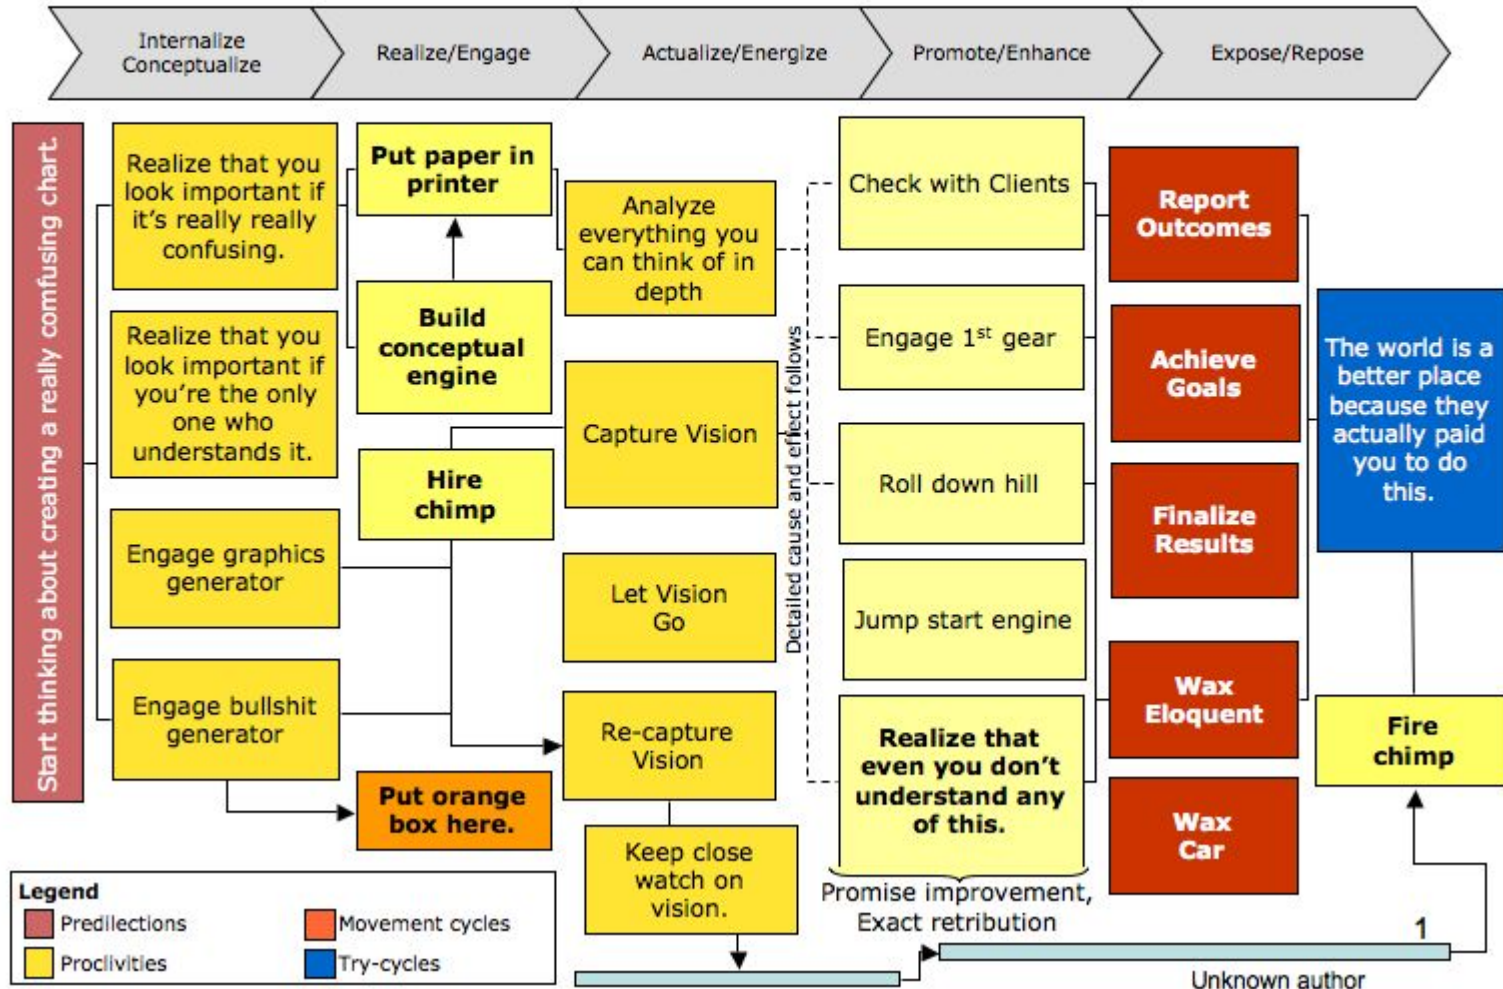 Internalize
Conceptualize
Realize/Engage
Actualize/Energize
Promote/Enhance
Expose/Repose
Start thinking about creating a really comfusing chart.
Realize that you
look important if
it's really really
confusing.
Realize that you
look important if
you're the only
one who
understands it.
Engage graphics
generator
Engage bullshit
generator
Put paper in
printer
Build
conceptual
engine
Hire
chimp
Put orange
box here.
Analyze
everything you
can think of in
depth
Capture Vision
Let Vision
Go
Re-capture
Vision
Keep close
watch on
vision.
Detailed cause and effect follows
Check with Clients
Engage 1st gear
Roll down hill
Jump start engine
Realize that
even you don't
understand any
of this.
Promise improvement,
Exact retribution
Report
Outcomes
Achieve
Goals
Finalize
Results
Wax
Eloquent
Wax
Car
The world is a
better place
because they
actually paid
you to do
this.
Fire
chimp
Legend
Predilections
Movement cycles
Proclivities
Try-cycles
1
Unknown author